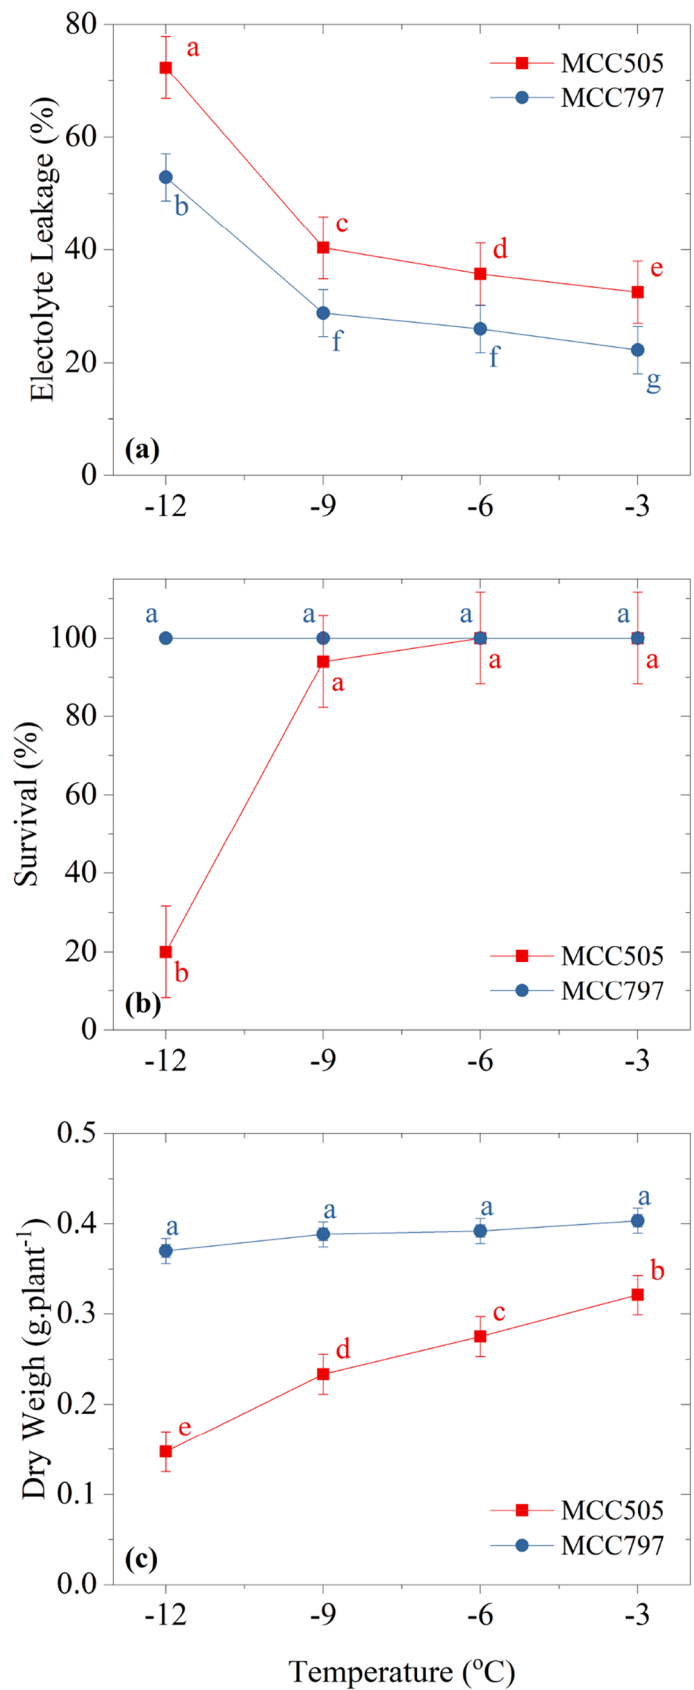 80
60
40
20
0
Electolyte Leakage (%)
MCC505
MCC797
a
b
c
f
d
f
e
g
(a)
-12 -9 -6 -3
100
80
60
40
20
0
Survival (%)
a a a a
a a a
b
MCC505
MCC797
(b)
-12 -9 -6 -3
0.5
0.4
0.3
0.2
0.1
0.0
Dry Weigh (g.plant⁻¹)
a a a a
b
c
d
e
MCC505
MCC797
(c)
-12 -9 -6 -3
Temperature (ºC)